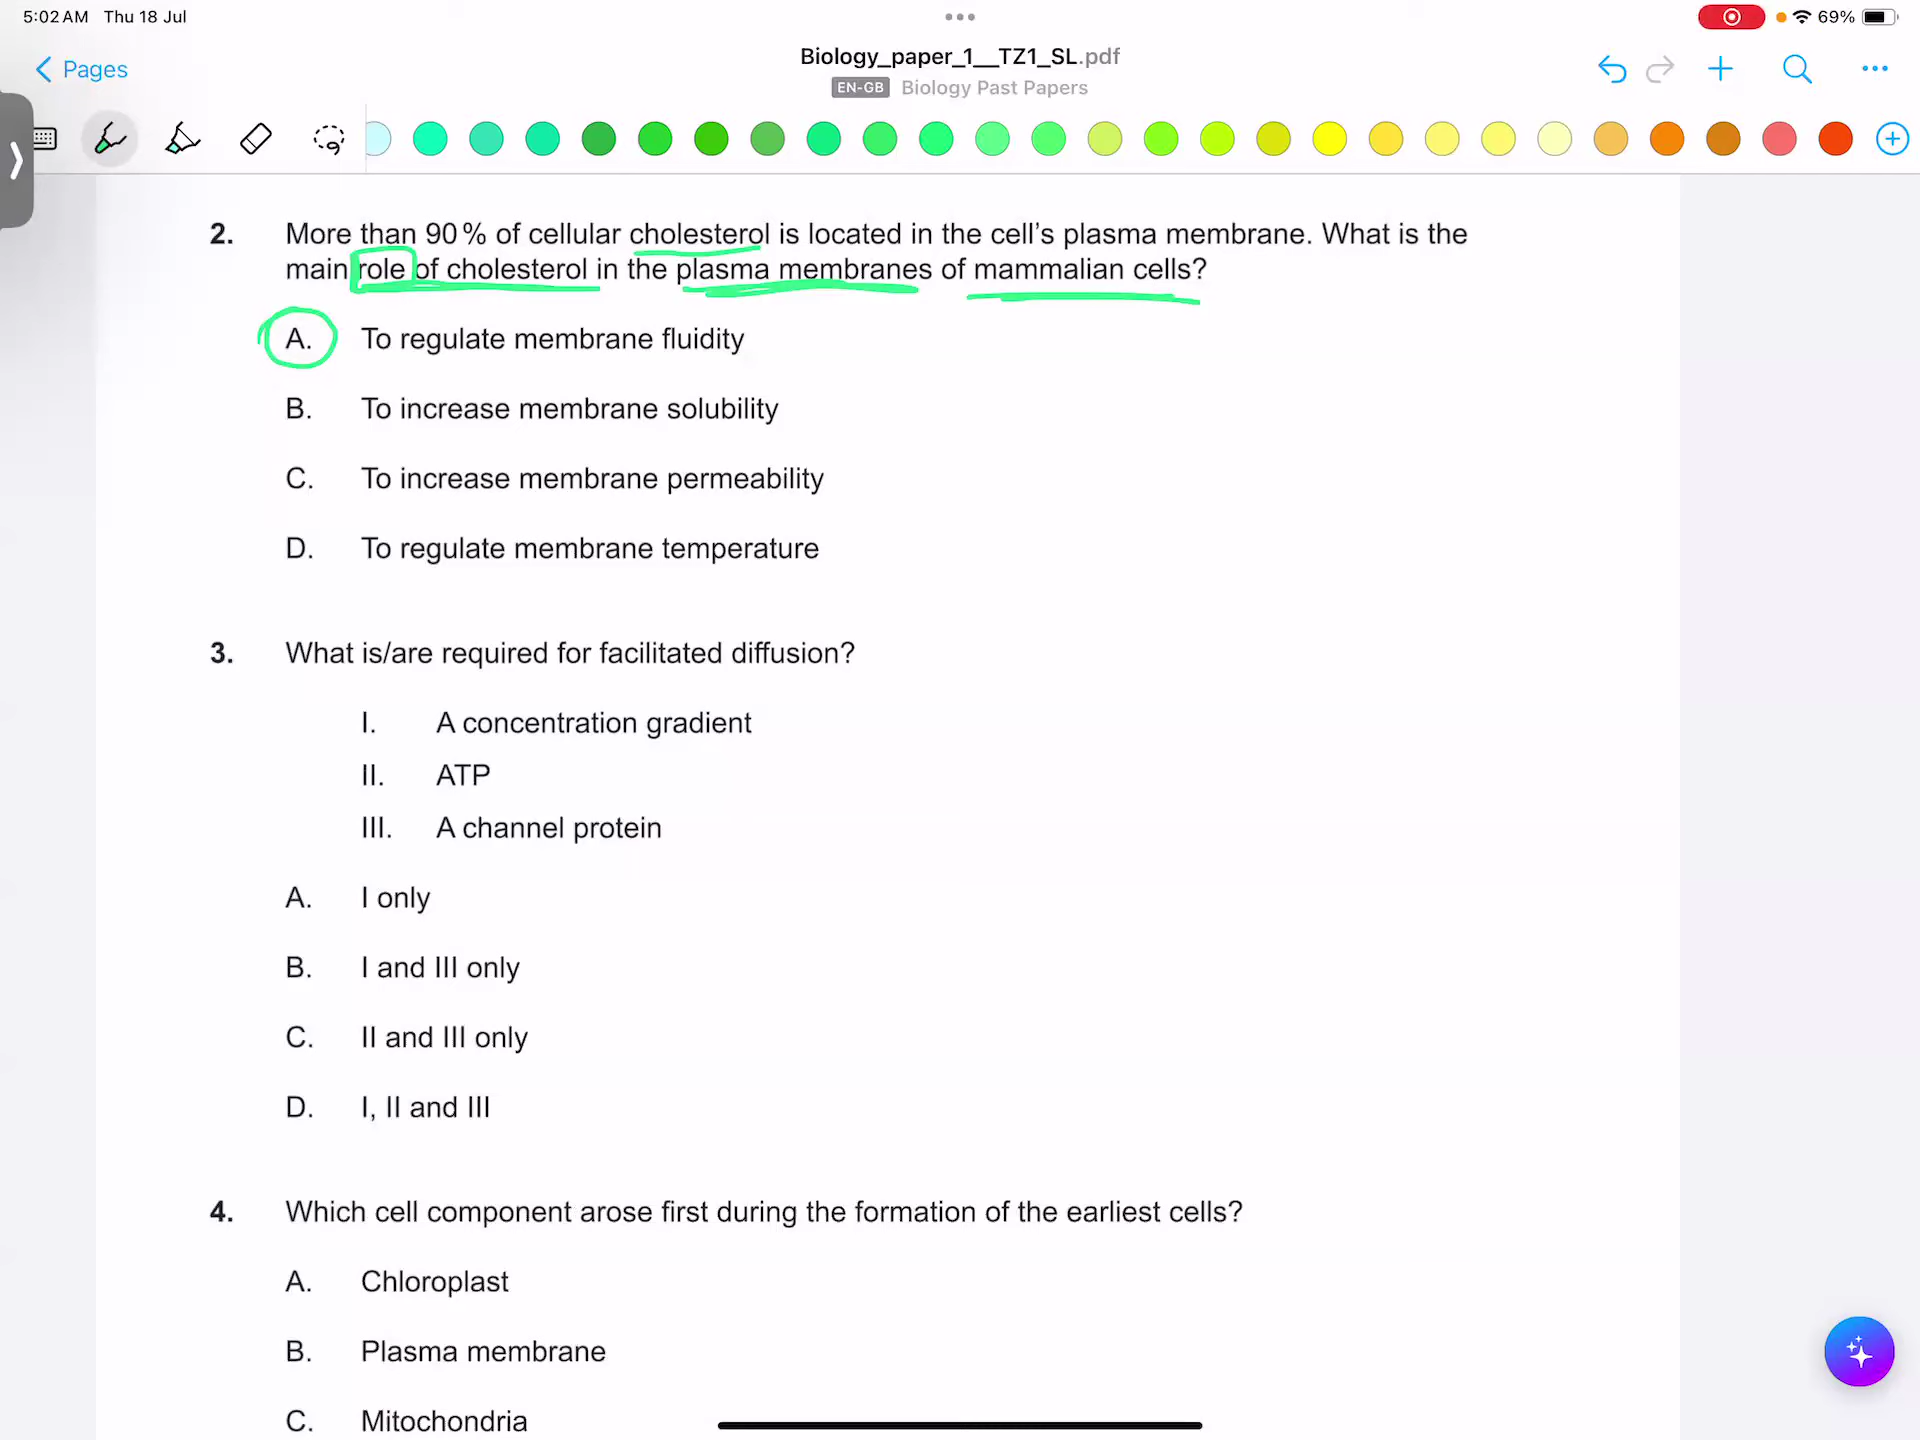 5:02 AM Thu 18 Jul
69%
Pages
Biology_paper_1__TZ1_SL.pdf
EN-GB Biology Past Papers
2. More than 90% of cellular cholesterol is located in the cell's plasma membrane. What is the
main role of cholesterol in the plasma membranes of mammalian cells?
A. To regulate membrane fluidity
B. To increase membrane solubility
C. To increase membrane permeability
D. To regulate membrane temperature
3. What is/are required for facilitated diffusion?
I. A concentration gradient
II. ATP
III. A channel protein
A. I only
B. I and III only
C. II and III only
D. I, II and III
4. Which cell component arose first during the formation of the earliest cells?
A. Chloroplast
B. Plasma membrane
C. Mitochondria